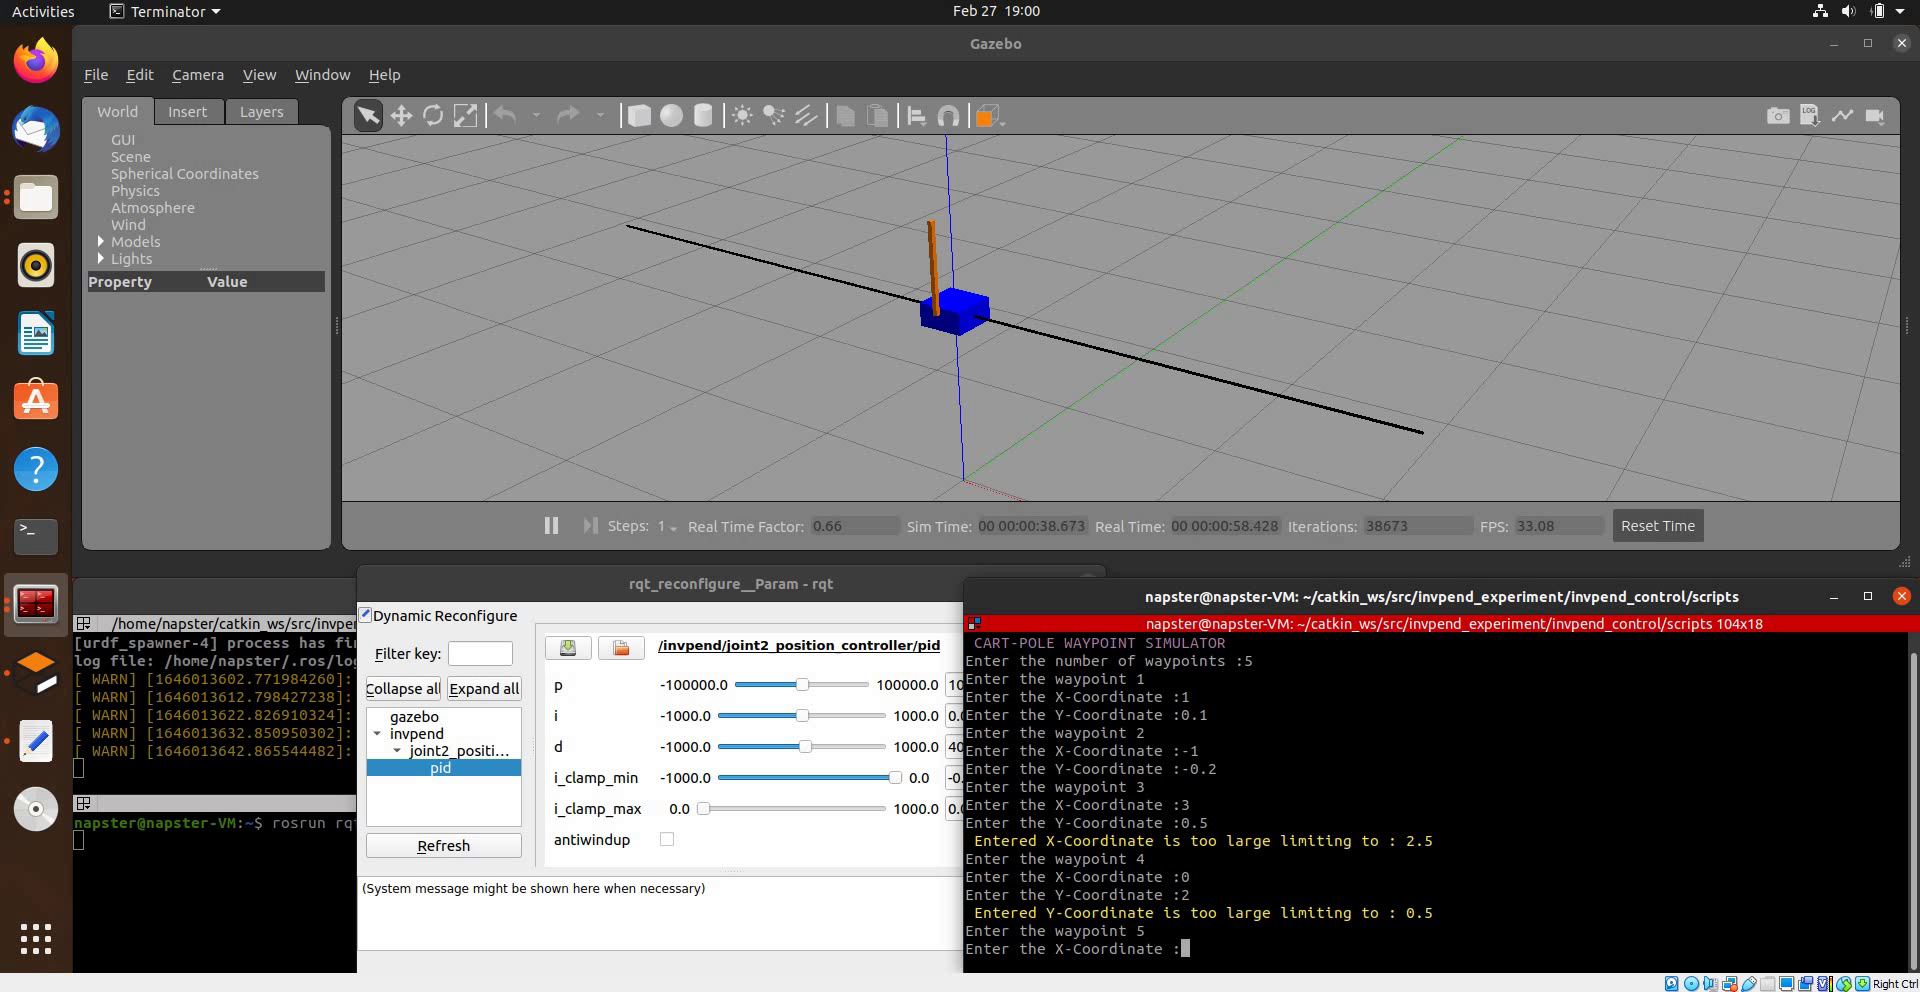 Activities
Terminator
Feb 27 19:00
Gazebo
File Edit Camera View Window Help
World Insert Layers
GUI
Scene
Spherical Coordinates
Physics
Atmosphere
Wind
Models
Lights
Property Value
LOG
Steps: 1 Real Time Factor: 0.66 Sim Time: 00 00:00:38.673 Real Time: 00 00:00:58.428 Iterations: 38673 FPS: 33.08 Reset Time
/home/napster/catkin_ws/src/invpe
[urdf_spawner-4] process has fi
log file: /home/napster/.ros/log
[ WARN] [1646013602.771984260]:
[ WARN] [1646013612.798427238]:
[ WARN] [1646013622.826910324]:
[ WARN] [1646013632.850950302]:
[ WARN] [1646013642.865544482]:
napster@napster-VM:~$ rosrun rqt
rqt_reconfigure__Param - rqt
Dynamic Reconfigure
Filter key:
Collapse all Expand all
gazebo
invpend
joint2_positi...
pid
Refresh
/invpend/joint2_position_controller/pid
p -100000.0 100000.0 10
i -1000.0 1000.0 0.
d -1000.0 1000.0 40
i_clamp_min -1000.0 0.0 -0.
i_clamp_max 0.0 1000.0 0.
antiwindup
(System message might be shown here when necessary)
napster@napster-VM: ~/catkin_ws/src/invpend_experiment/invpend_control/scripts
napster@napster-VM: ~/catkin_ws/src/invpend_experiment/invpend_control/scripts 104x18
CART-POLE WAYPOINT SIMULATOR
Enter the number of waypoints :5
Enter the waypoint 1
Enter the X-Coordinate :1
Enter the Y-Coordinate :0.1
Enter the waypoint 2
Enter the X-Coordinate :-1
Enter the Y-Coordinate :-0.2
Enter the waypoint 3
Enter the X-Coordinate :3
Enter the Y-Coordinate :0.5
Entered X-Coordinate is too large limiting to : 2.5
Enter the waypoint 4
Enter the X-Coordinate :0
Enter the Y-Coordinate :2
Entered Y-Coordinate is too large limiting to : 0.5
Enter the waypoint 5
Enter the X-Coordinate :
Right Ctrl